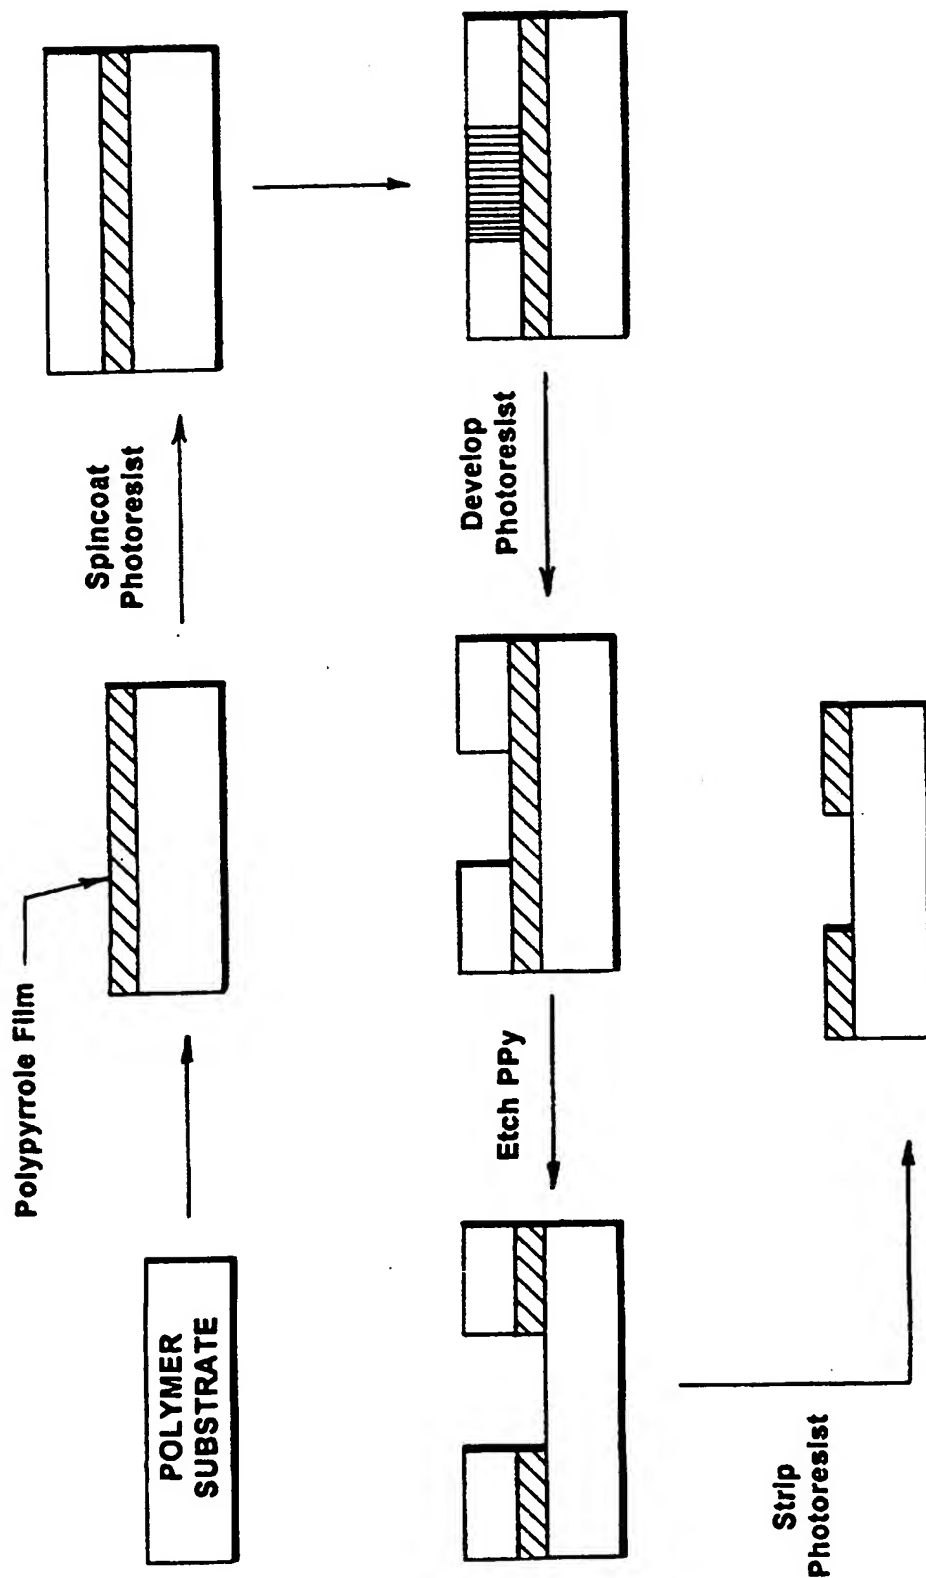 POLYMER
SUBSTRATE
Polypyrrole Film
Spincoat
Photoresist
Develop
Photoresist
Etch PPy
Strip
Photoresist